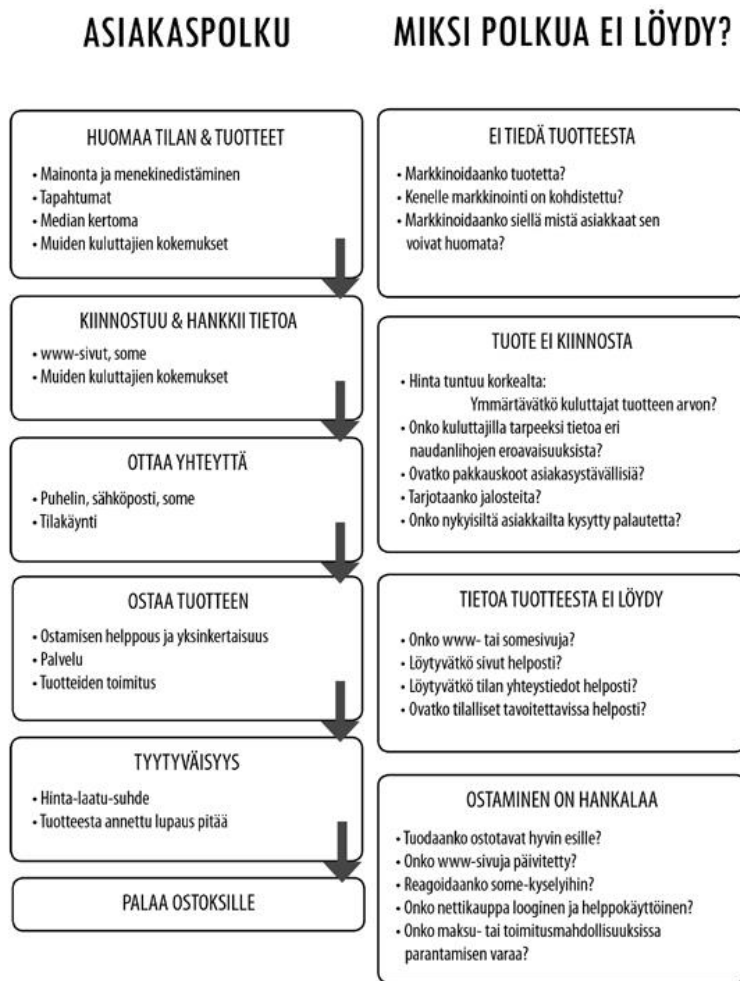 ASIAKASPOLKU
HUOMAA TILAN & TUOTTEET
• Mainonta ja menekinedistäminen
• Tapahtumat
• Median kertoma
• Muiden kuluttajien kokemukset
KIINNOSTUU & HANKKII TIETOA
• www-sivut, some
• Muiden kuluttajien kokemukset
OTTAA YHTEYTTÄ
• Puhelin, sähköposti, some
• Tilakäynti
OSTAA TUOTTEEN
• Ostamisen helppous ja yksinkertaisuus
• Palvelu
• Tuotteiden toimitus
TYYTYVÄISYYS
• Hinta-laatu-suhde
• Tuotteesta annettu lupaus pitää
PALAA OSTOKSILLE
MIKSI POLKUA EI LÖYDY?
EI TIEDÄ TUOTTEESTA
• Markkinoidaanko tuotetta?
• Kenelle markkinointi on kohdistettu?
• Markkinoidaanko siellä mistä asiakkaat sen
voivat huomata?
TUOTE EI KIINNOSTA
• Hinta tuntuu korkealta:
Ymmärtävätkö kuluttajat tuotteen arvon?
• Onko kuluttajilla tarpeeksi tietoa eri
naudanlihojen eroavaisuuksista?
• Ovatko pakkauskoot asiakasystävällisiä?
• Tarjotaanko jalosteita?
• Onko nykyisiltä asiakkailta kysytty palautetta?
TIETOA TUOTTEESTA EI LÖYDY
• Onko www- tai somesivuja?
• Löytyvätkö sivut helposti?
• Löytyvätkö tilan yhteystiedot helposti?
• Ovatko tilalliset tavoitettavissa helposti?
OSTAMINEN ON HANKALAA
• Tuodaanko ostotavat hyvin esille?
• Onko www-sivuja päivitetty?
• Reagoidaanko some-kyselyihin?
• Onko nettikauppa looginen ja helppokäyttöinen?
• Onko maksu- tai toimitusmahdollisuuksissa
parantamisen varaa?